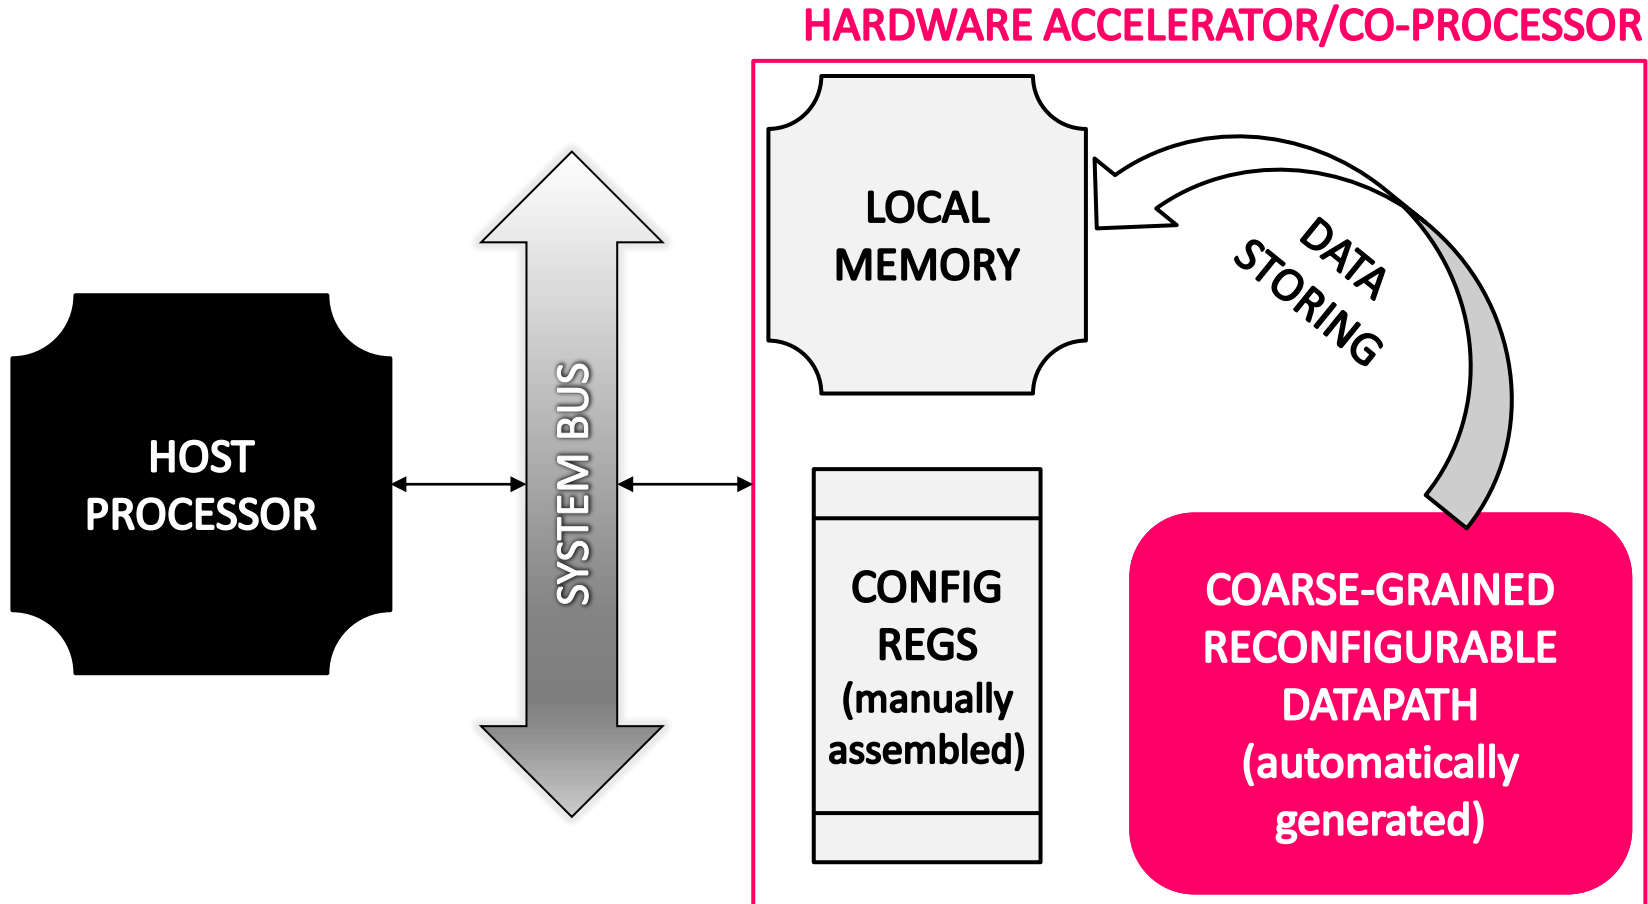 HARDWARE ACCELERATOR/CO-PROCESSOR
LOCAL
MEMORY
DATA
STORING
HOST
PROCESSOR
SYSTEM BUS
CONFIG
REGS
(manually
assembled)
COARSE-GRAINED
RECONFIGURABLE
DATAPATH
(automatically
generated)